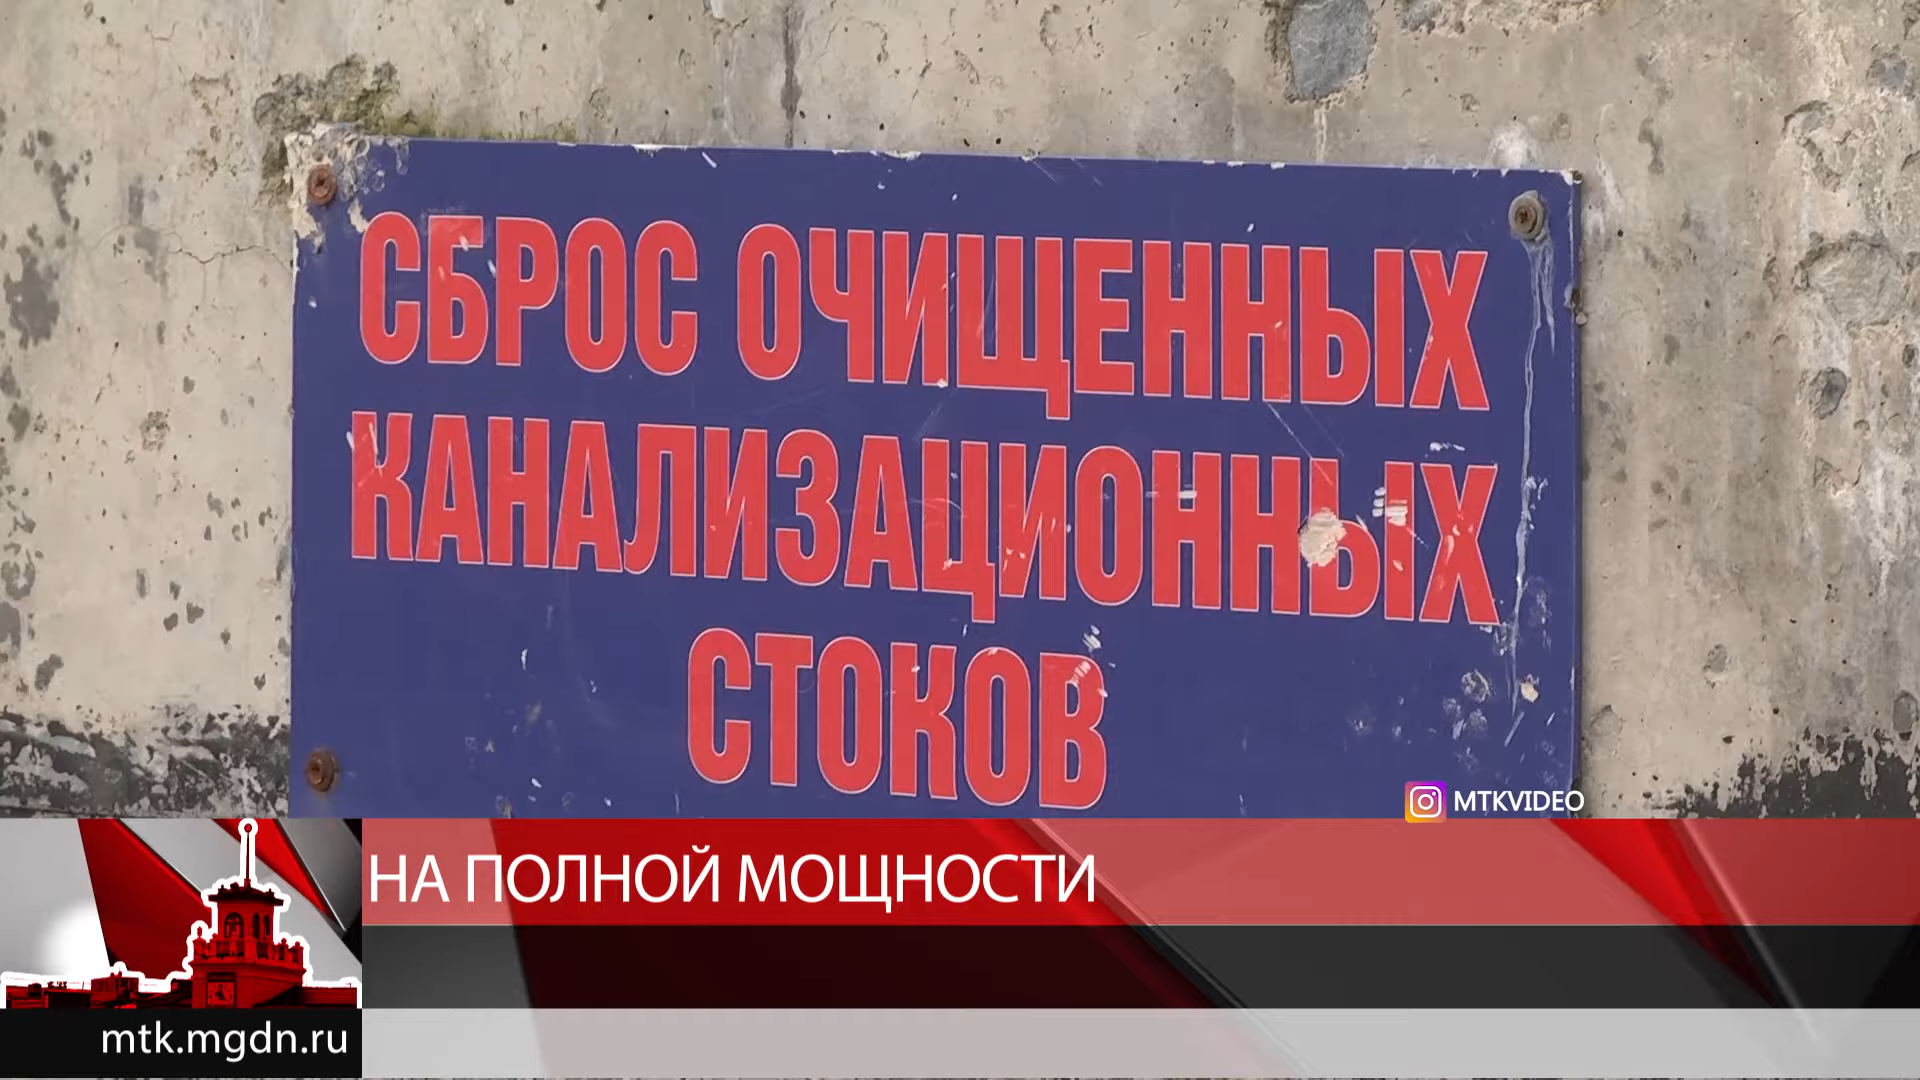 СБРОС ОЧИЩЕННЫХ
КАНАЛИЗАЦИОННЫХ
СТОКОВ
MTKVIDEO
НА ПОЛНОЙ МОЩНОСТИ
mtk.mgdn.ru